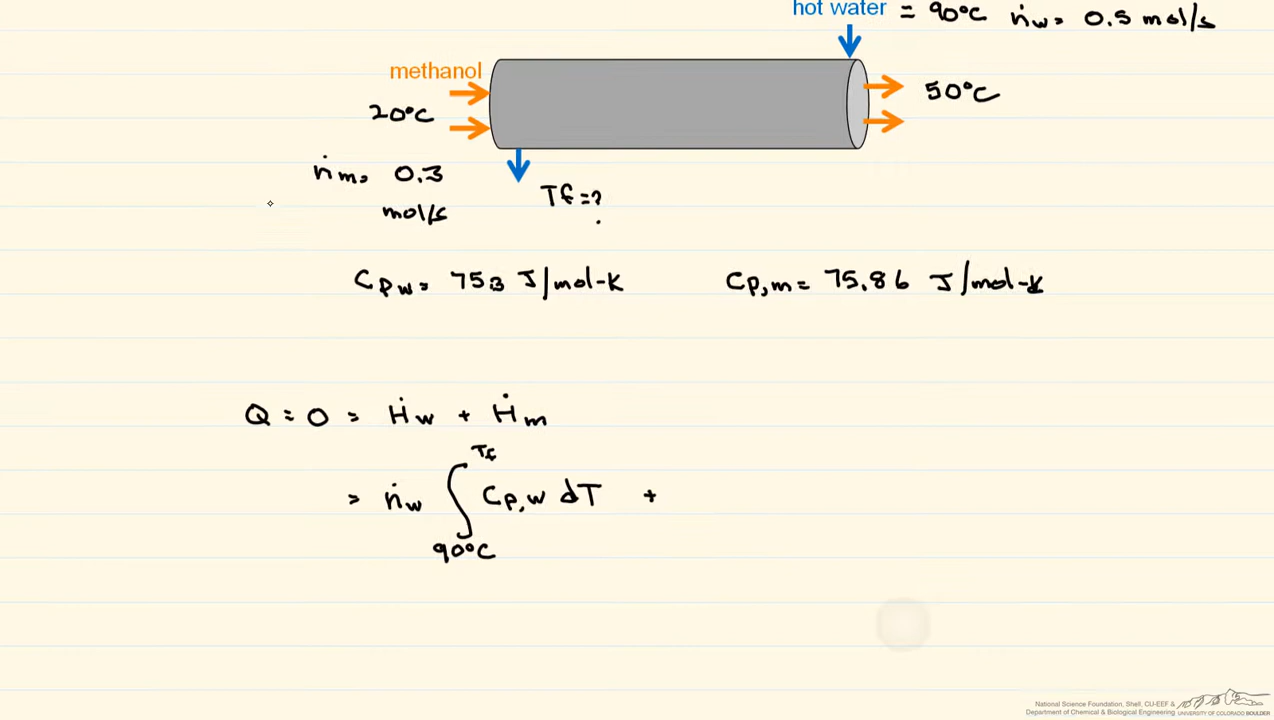 hot water = 90°C ṅw = 0.5 mol/s
methanol
20°C
50°C
ṅm = 0.3
mol/s
Tf = ?
Cpw = 75.3 J/mol-K Cp,m = 75.86 J/mol-K
Q = 0 = Ḣw + Ḣm
= ṅw ∫ Cp,w dT +
Tf
90°C
National Science Foundation, Shell, CU-EEF &
Department of Chemical & Biological Engineering UNIVERSITY OF COLORADO BOULDER